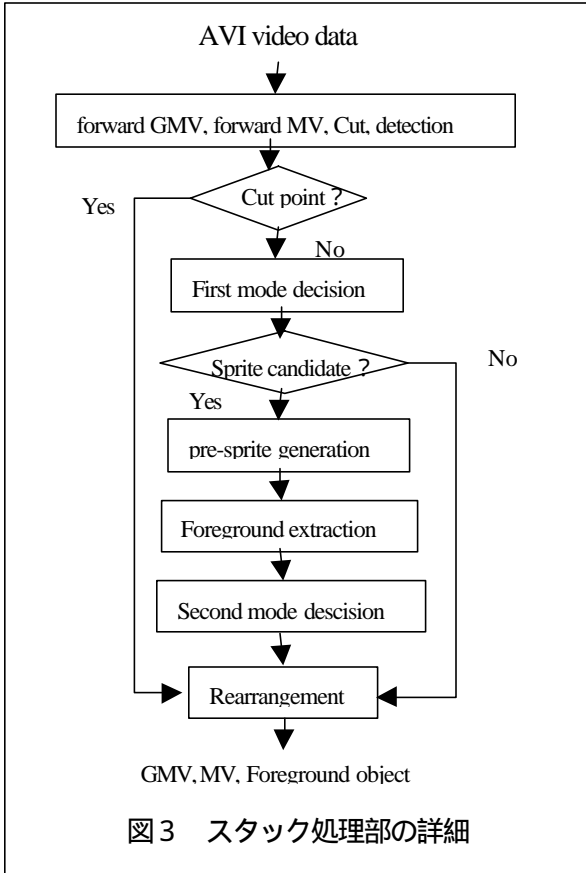 AVI video data
forward GMV, forward MV, Cut, detection
Cut point？
Yes
No
First mode decision
Sprite candidate？
No
Yes
pre-sprite generation
Foreground extraction
Second mode descision
Rearrangement
GMV, MV, Foreground object
図３　スタック処理部の詳細